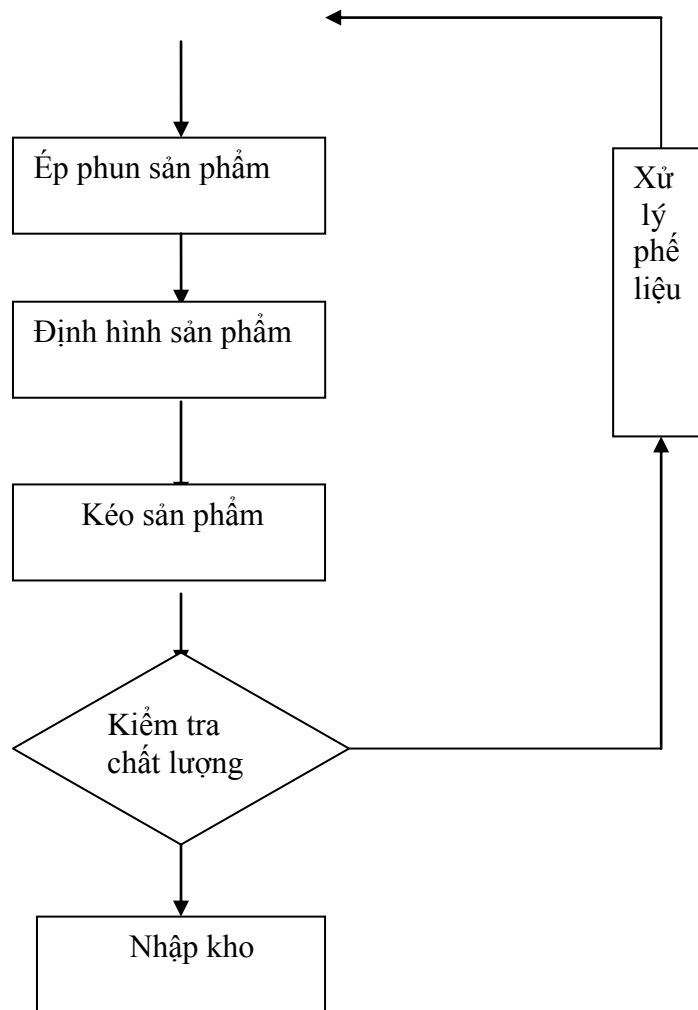 Ép phun sản phẩm
Xử
lý
phế
liệu
Định hình sản phẩm
Kéo sản phẩm
Kiểm tra
chất lượng
Nhập kho